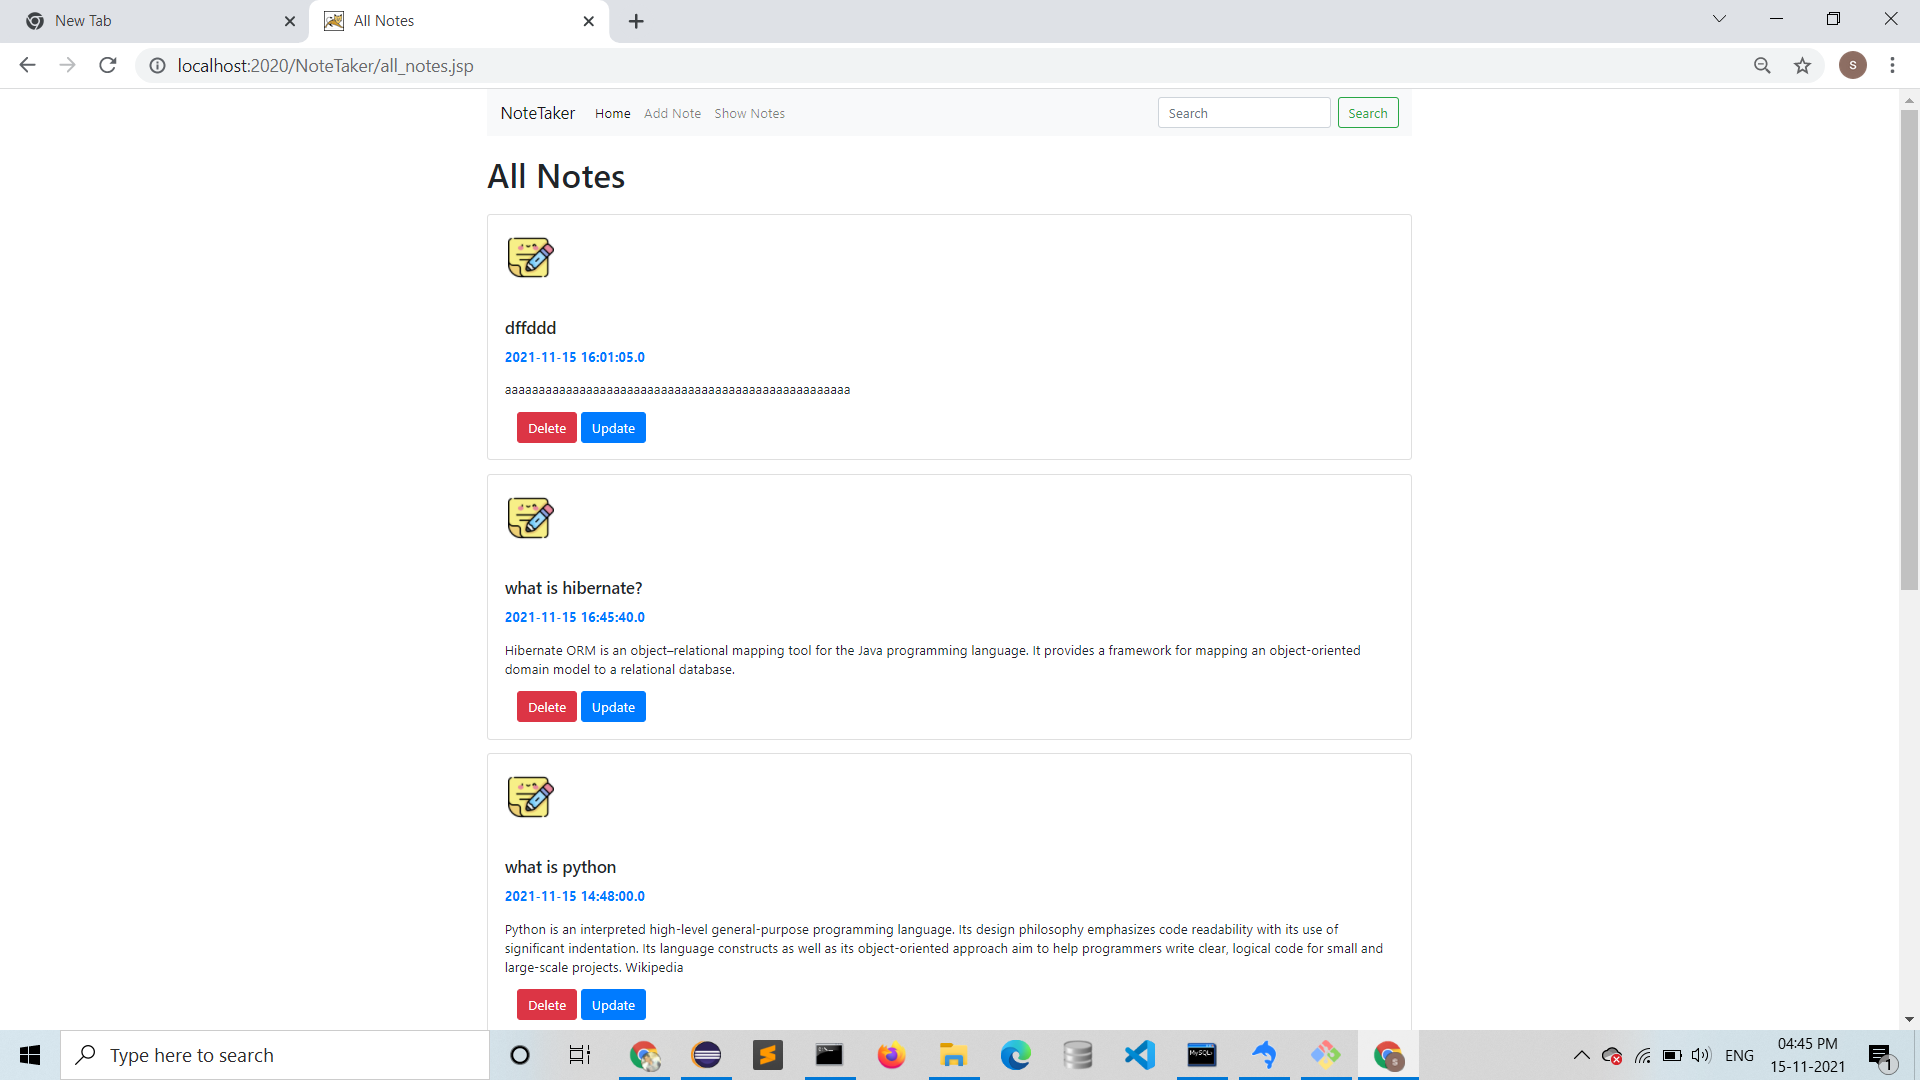 New Tab
All Notes
localhost:2020/NoteTaker/all_notes.jsp
S
NoteTaker Home Add Note Show Notes Search Search
All Notes
dffddd
2021-11-15 16:01:05.0
Delete Update
what is hibernate?
2021-11-15 16:45:40.0
Hibernate ORM is an object–relational mapping tool for the Java programming language. It provides a framework for mapping an object-oriented
domain model to a relational database.
Delete Update
what is python
2021-11-15 14:48:00.0
Python is an interpreted high-level general-purpose programming language. Its design philosophy emphasizes code readability with its use of
significant indentation. Its language constructs as well as its object-oriented approach aim to help programmers write clear, logical code for small and
large-scale projects. Wikipedia
Delete Update
Type here to search
ENG
04:45 PM
15-11-2021
1